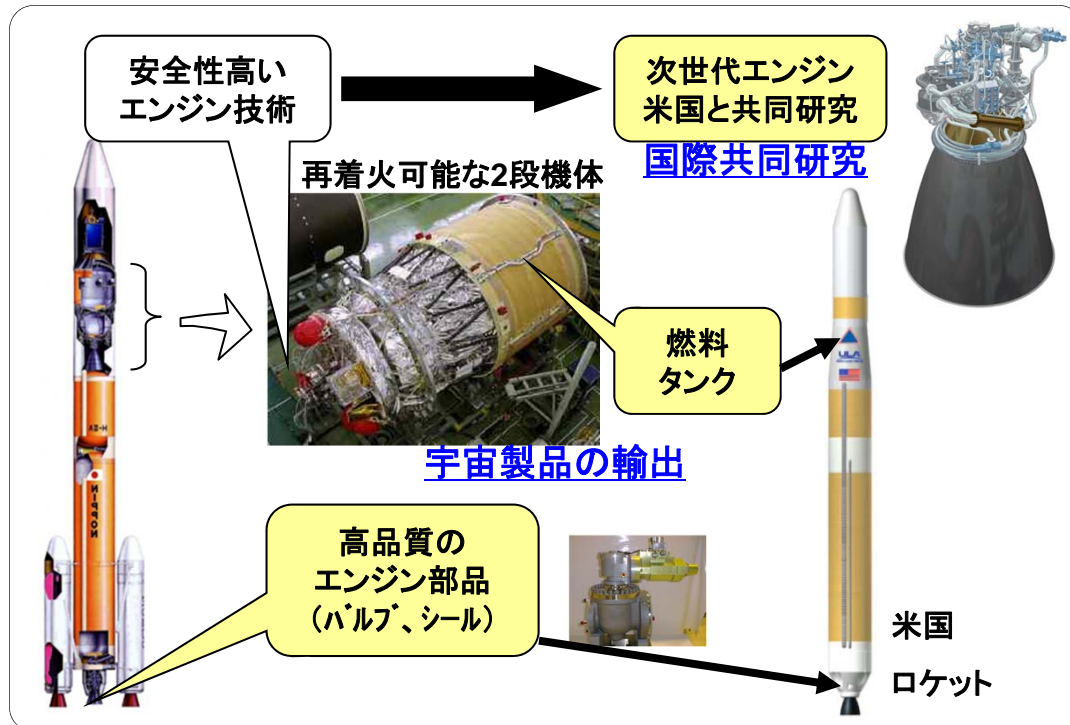 安全性高い
エンジン技術
次世代エンジン
米国と共同研究
国際共同研究
再着火可能な2段機体
燃料
タンク
ULA
H-ⅡA
NIPPON
宇宙製品の輸出
高品質の
エンジン部品
(バルブ、シール)
米国
ロケット